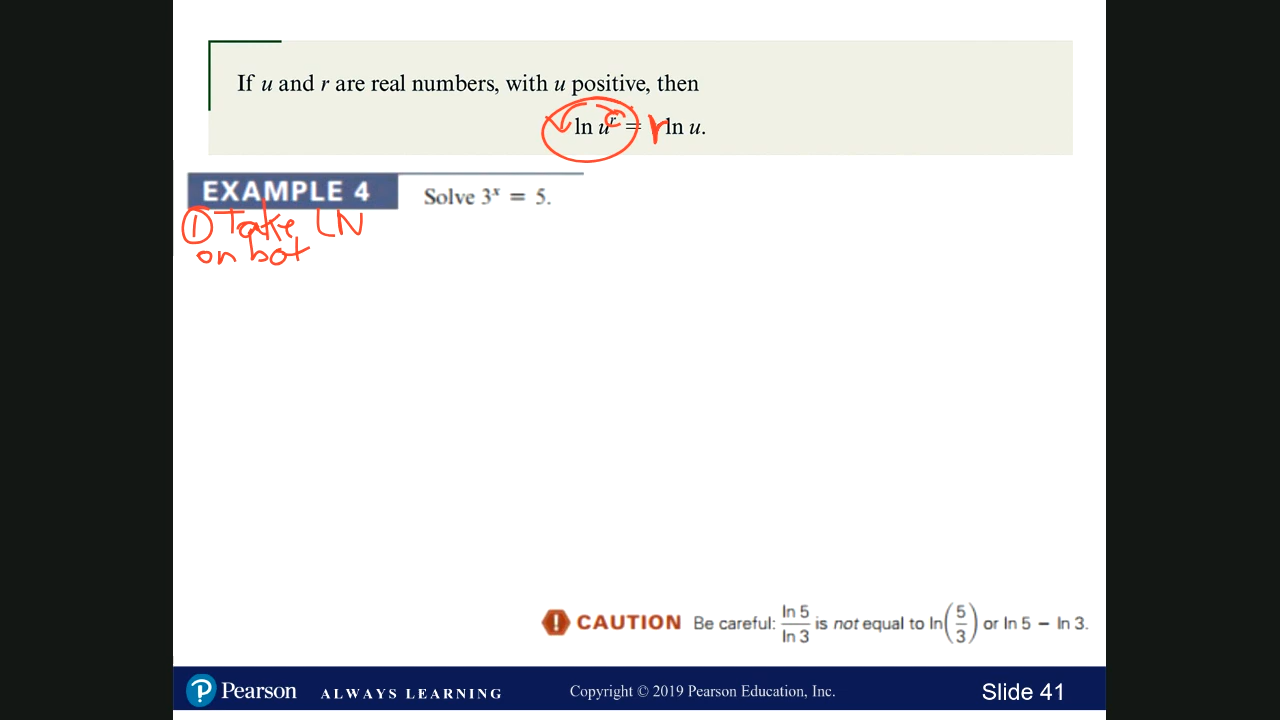 If u and r are real numbers, with u positive, then
ln uʳ = r ln u.
EXAMPLE 4 Solve 3ˣ = 5.
① Take LN
on bot
CAUTION Be careful: ln 5 / ln 3 is not equal to ln(5/3) or ln 5 − ln 3.
Pearson ALWAYS LEARNING Copyright © 2019 Pearson Education, Inc. Slide 41